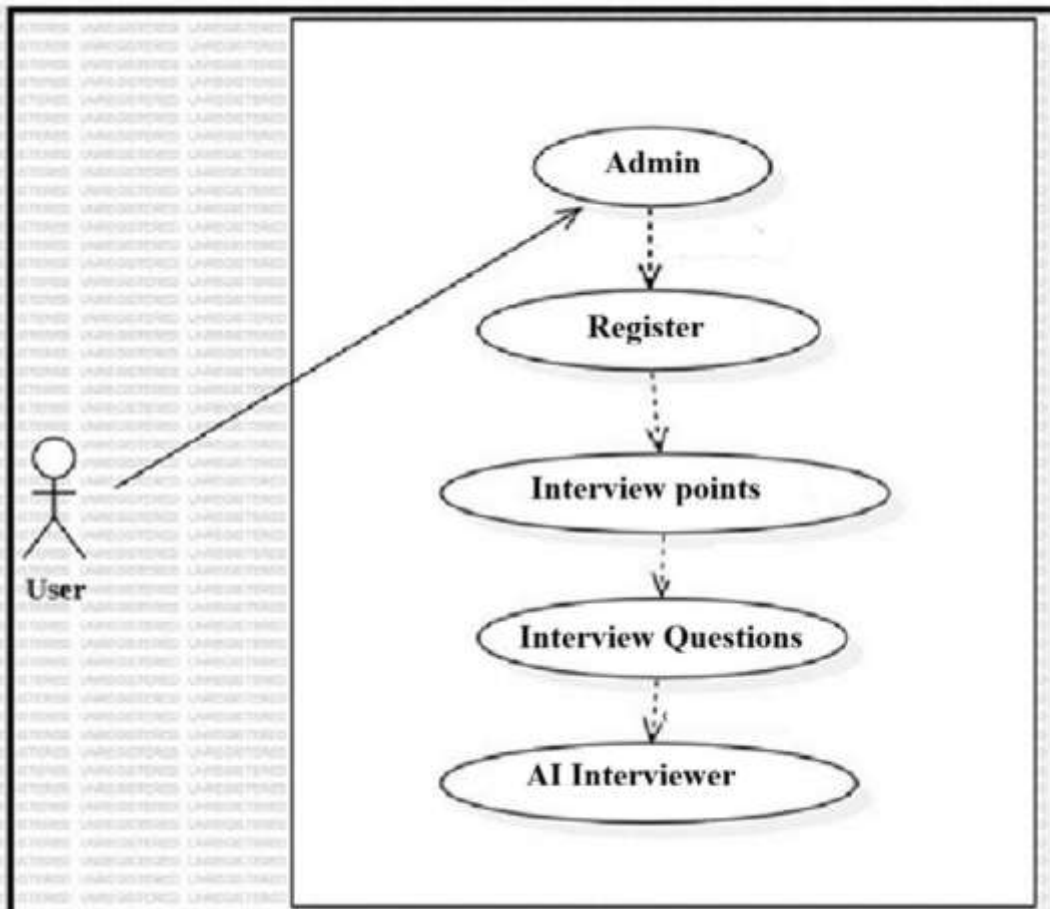 Admin
Register
Interview points
User
Interview Questions
AI Interviewer